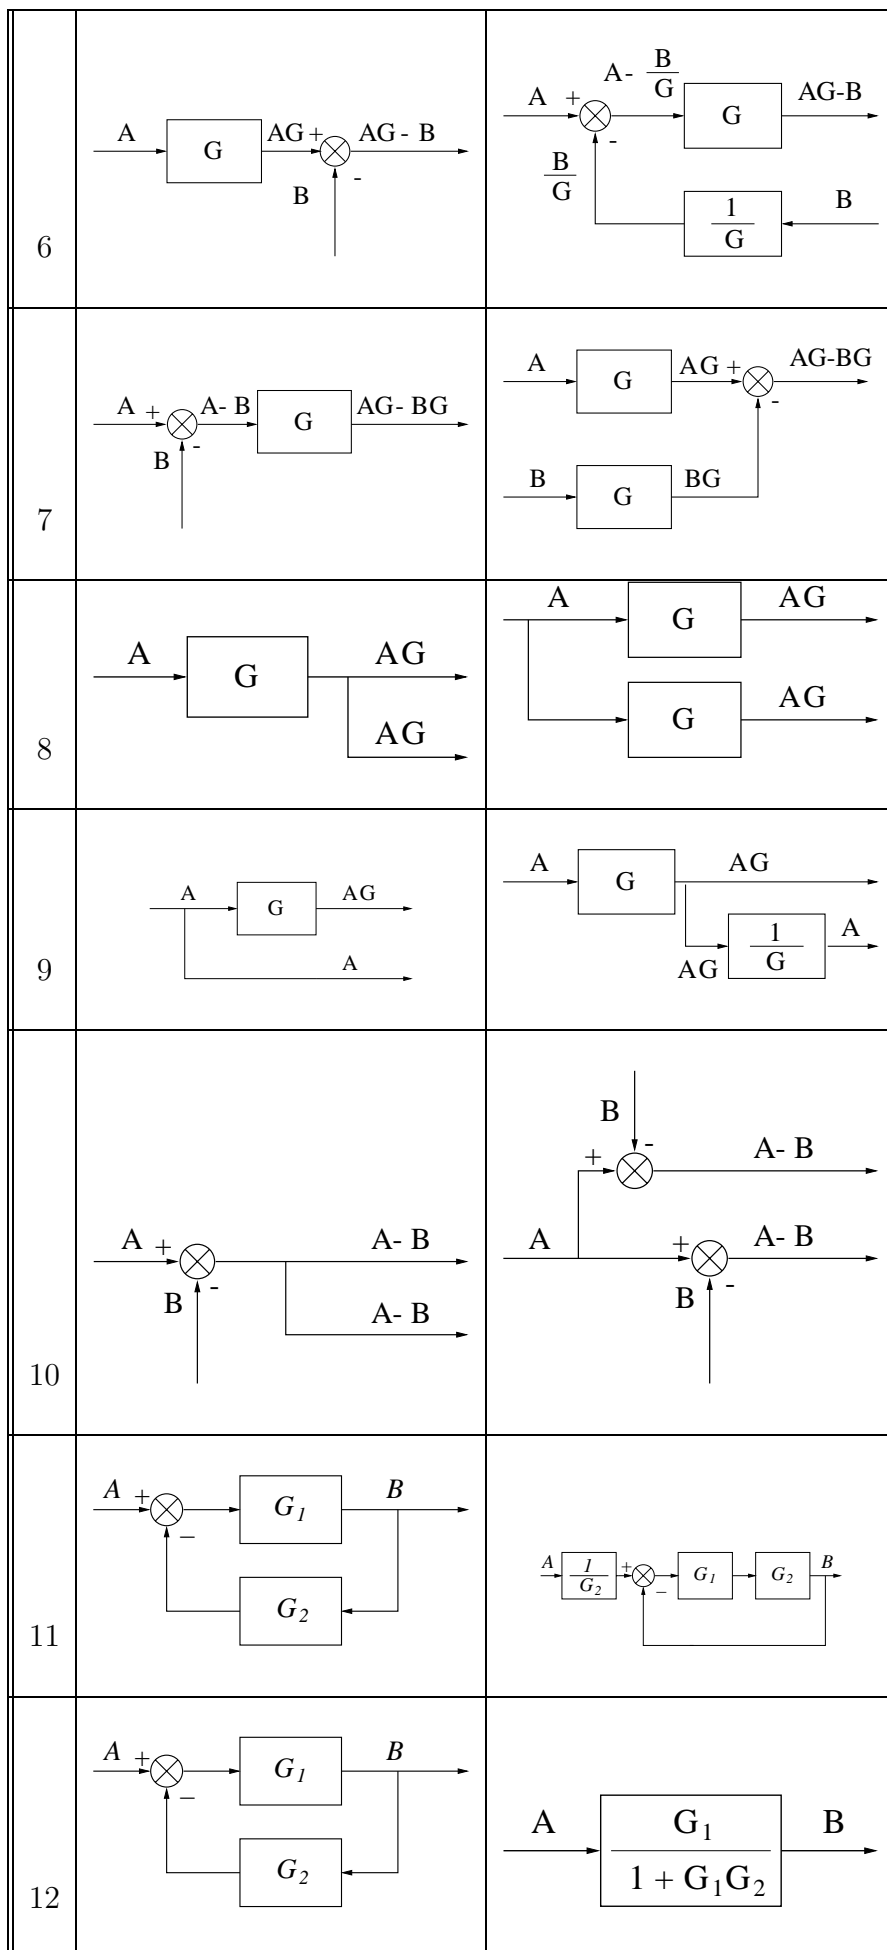 6
A G AG + AG - B
B -
A + A - B/G G AG-B
-
B/G 1/G B
7
A + A- B G AG- BG
B -
A G AG + AG-BG
-
B G BG
8
A G AG
AG
A G AG
G AG
9
A G AG
A
A G AG
AG 1/G A
10
A + A- B
B -
A- B
B -
+ A- B
A + A- B
B -
11
A + G1 B
–
G2
A 1/G2 + G1 G2 B
–
12
A + G1 B
–
G2
A G1 B
1 + G1G2